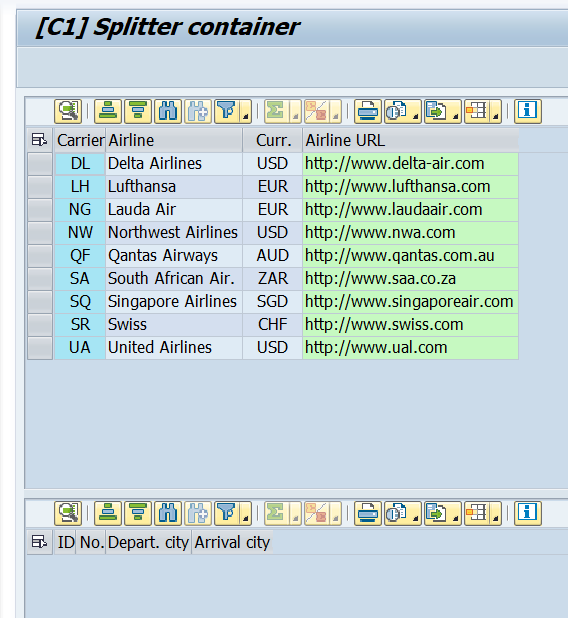 [C1] Splitter container
Carrier Airline Curr. Airline URL
DL Delta Airlines USD http://www.delta-air.com
LH Lufthansa EUR http://www.lufthansa.com
NG Lauda Air EUR http://www.laudaair.com
NW Northwest Airlines USD http://www.nwa.com
QF Qantas Airways AUD http://www.qantas.com.au
SA South African Air. ZAR http://www.saa.co.za
SQ Singapore Airlines SGD http://www.singaporeair.com
SR Swiss CHF http://www.swiss.com
UA United Airlines USD http://www.ual.com
ID No. Depart. city Arrival city